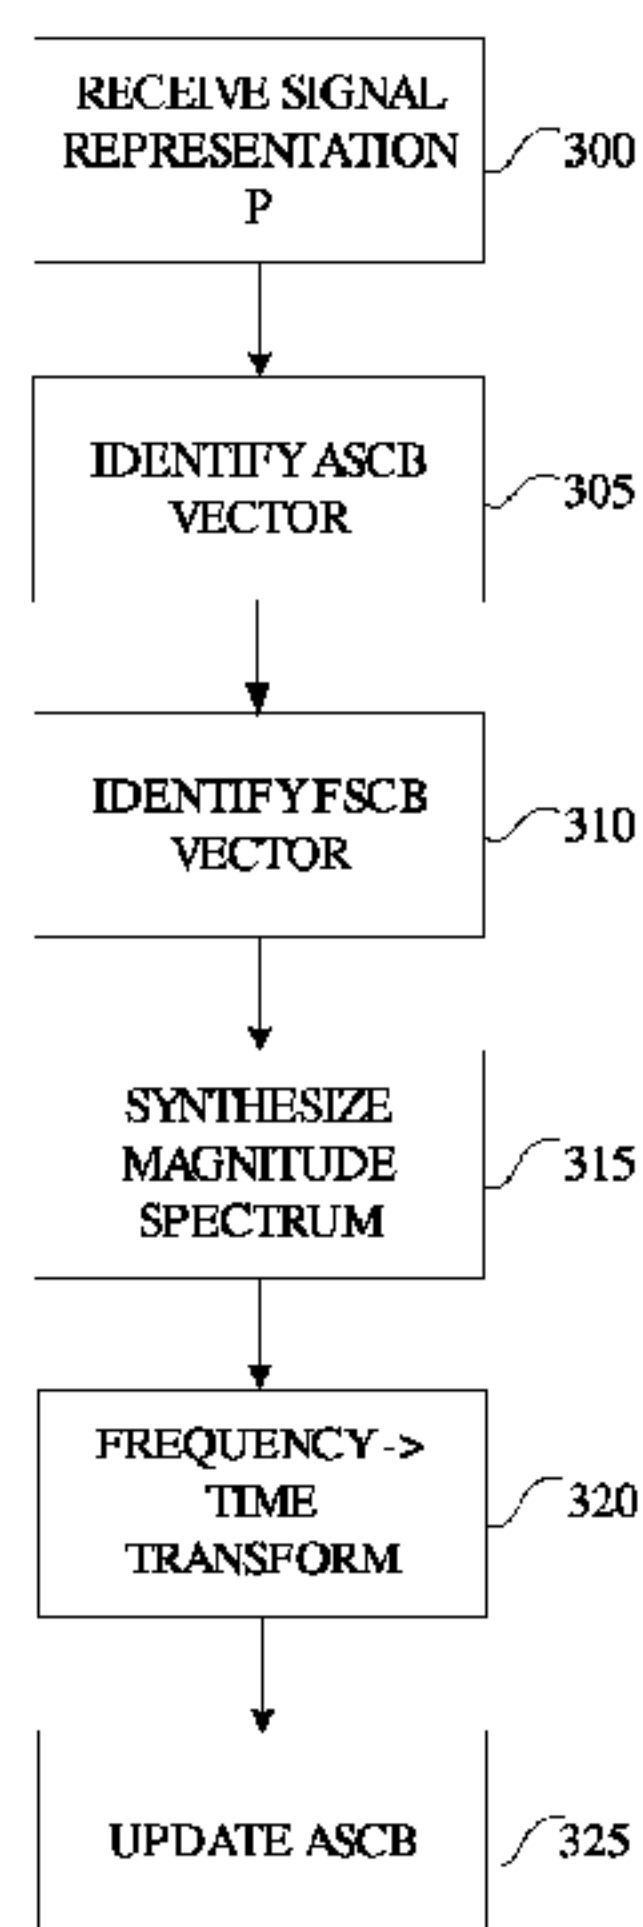 RECEIVE SIGNAL
REPRESENTATION
P
300
IDENTIFY ASCB
VECTOR
305
IDENTIFY FSCB
VECTOR
310
SYNTHESIZE
MAGNITUDE
SPECTRUM
315
FREQUENCY->
TIME
TRANSFORM
320
UPDATE ASCB
325